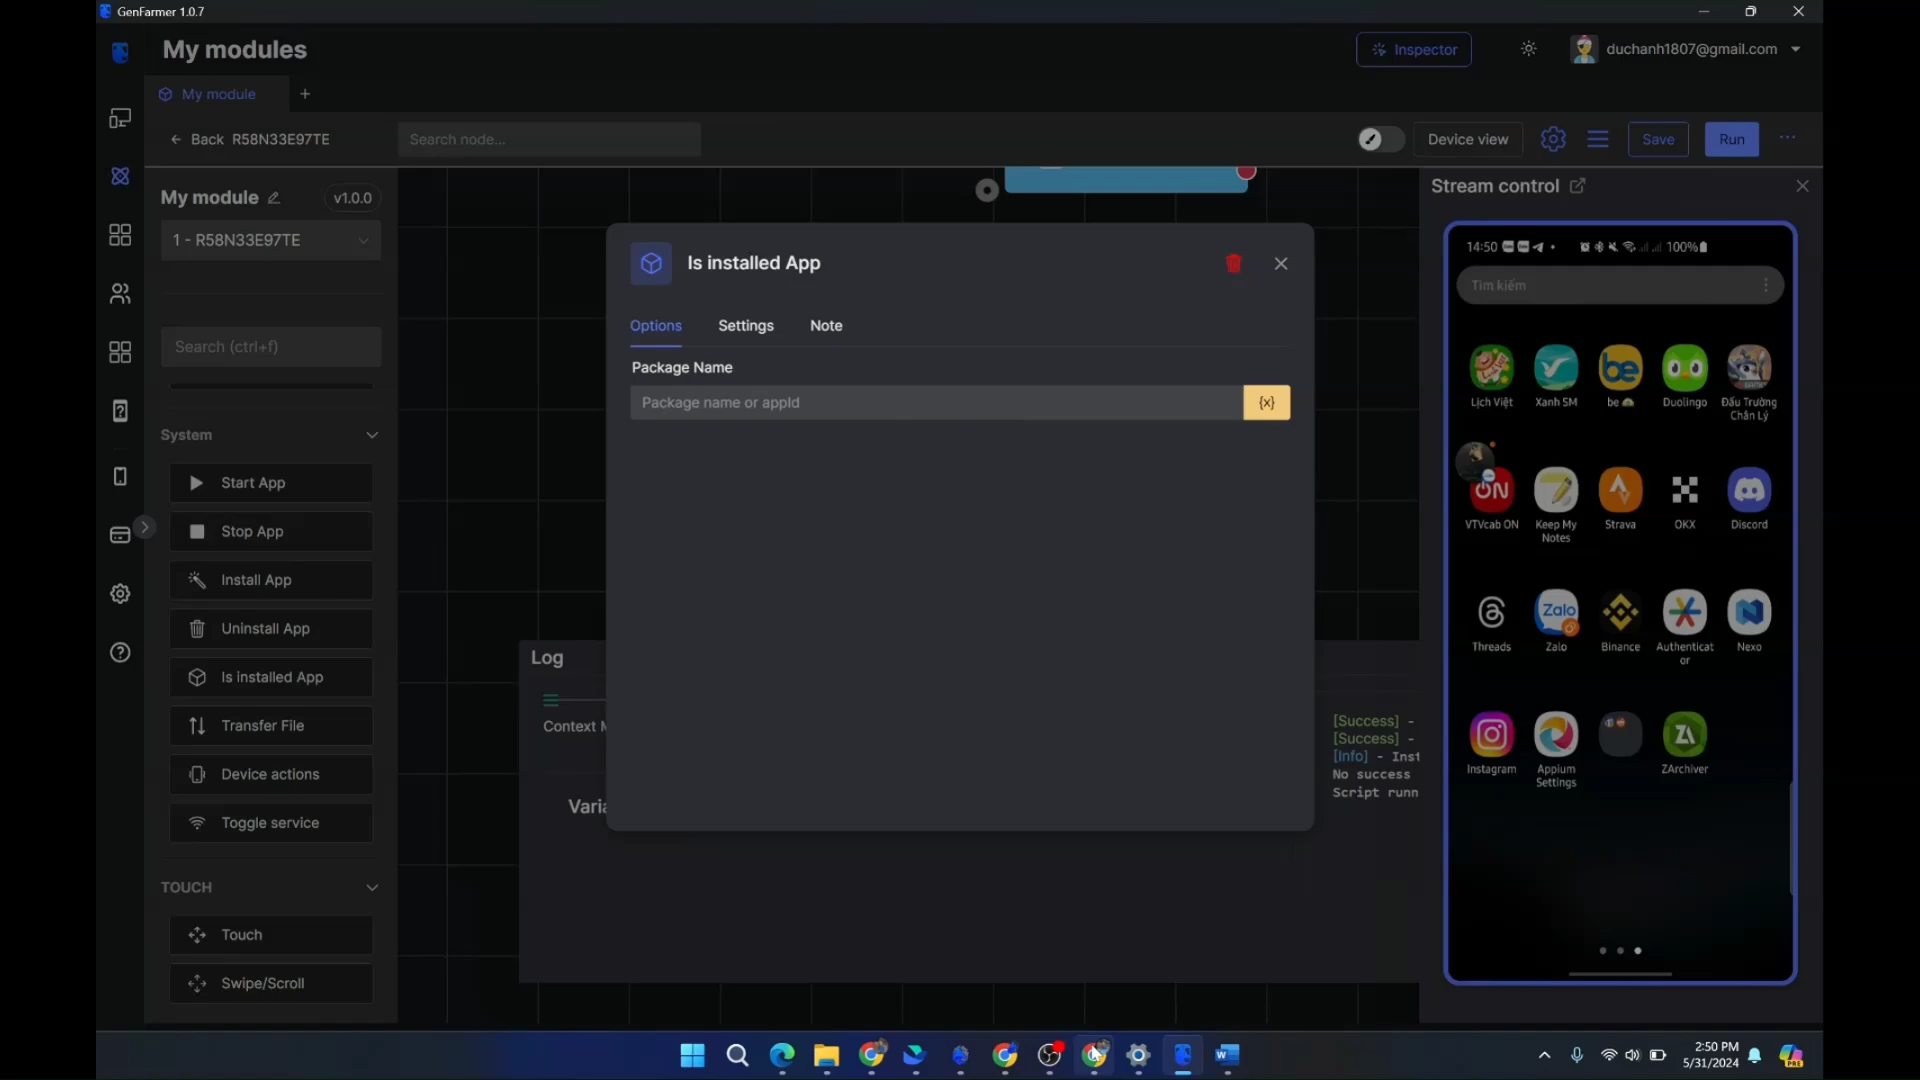 GenFarmer 1.0.7
My modules
Inspector
duchanh1807@gmail.com
My module
+
Back R58N33E97TE
Search node...
Device view
Save
Run
My module
v1.0.0
1 - R58N33E97TE
Search (ctrl+f)
System
Start App
Stop App
Install App
Uninstall App
Is installed App
Transfer File
Device actions
Toggle service
TOUCH
Touch
Swipe/Scroll
Is installed App
Options
Settings
Note
Package Name
Package name or appId
{x}
Log
Context M
Varia
[Success] -
[Success] -
[Info] - Inst
No success
Script runn
Stream control
14:50
100%
Tìm kiếm
be
Lịch Việt
Xanh SM
be
Duolingo
Đấu Trường
Chân Lý
ON
VTVcab ON
Keep My
Notes
Strava
OKX
Discord
Zalo
Threads
Zalo
Binance
Authenticat
or
Nexo
ZA
Instagram
Appium
Settings
ZArchiver
2:50 PM
5/31/2024